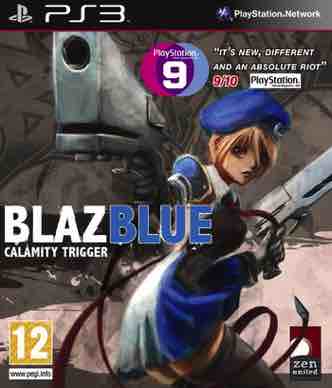 PS3
PlayStation®Network
PlayStation®
9
"IT'S NEW, DIFFERENT
AND AN ABSOLUTE RIOT"
9/10 PlayStation®
BLAZBLUE
CALAMITY TRIGGER
12
www.pegi.info
zen
united